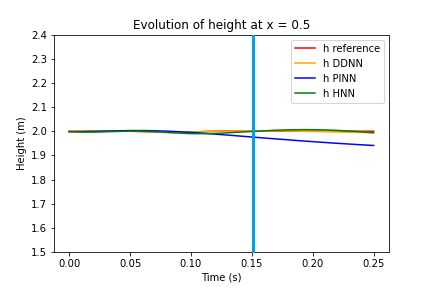 Evolution of height at x = 0.5
h reference
h DDNN
h PINN
h HNN
Height (m)
2.4
2.3
2.2
2.1
2.0
1.9
1.8
1.7
1.6
1.5
0.00 0.05 0.10 0.15 0.20 0.25
Time (s)